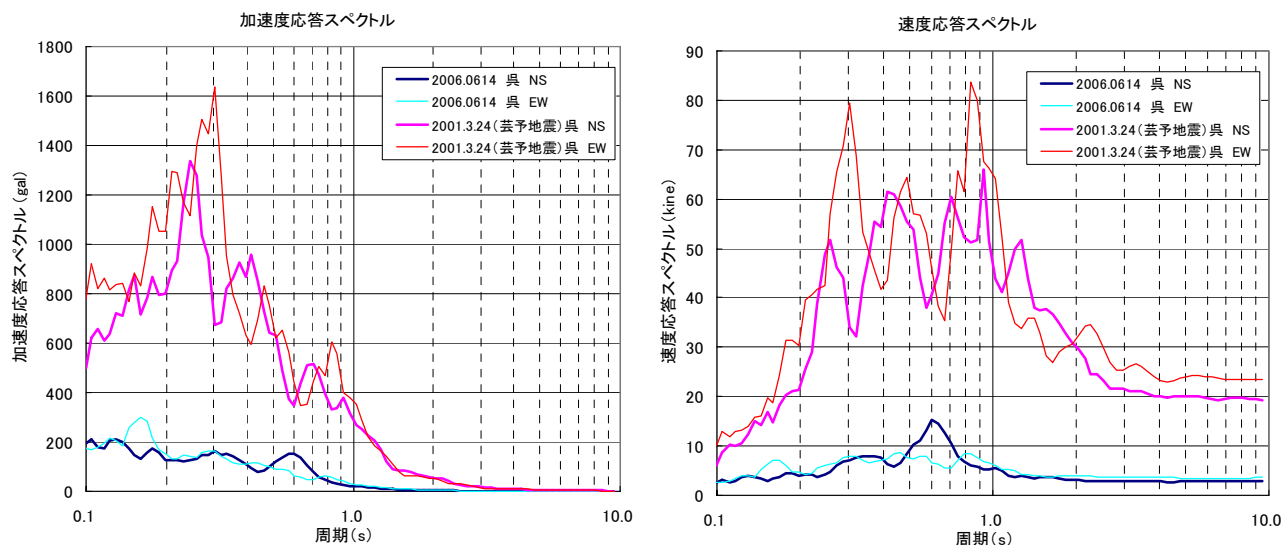 加速度応答スペクトル
1800
1600
1400
1200
1000
800
600
400
200
0
加速度応答スペクトル(gal)
0.1
1.0
10.0
周期(s)
2006.0614 呉 NS
2006.0614 呉 EW
2001.3.24(芸予地震)呉 NS
2001.3.24(芸予地震)呉 EW
速度応答スペクトル
90
80
70
60
50
40
30
20
10
0
速度応答スペクトル(kine)
0.1
1.0
10.0
周期(s)
2006.0614 呉 NS
2006.0614 呉 EW
2001.3.24(芸予地震)呉 NS
2001.3.24(芸予地震)呉 EW